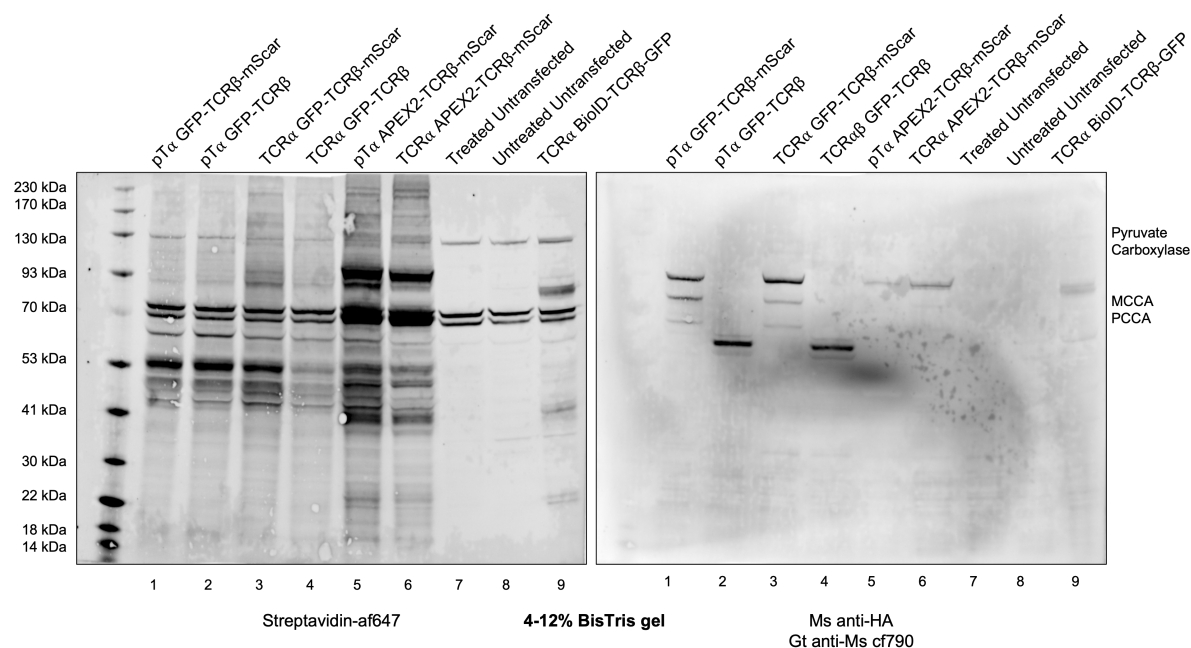 pTα GFP-TCRβ-mScar
pTα GFP-TCRβ
TCRα GFP-TCRβ-mScar
TCRα GFP-TCRβ
pTα APEX2-TCRβ-mScar
TCRα APEX2-TCRβ-mScar
Treated Untransfected
Untreated Untransfected
TCRα BioID-TCRβ-GFP
pTα GFP-TCRβ-mScar
pTα GFP-TCRβ
TCRα GFP-TCRβ-mScar
TCRαβ GFP-TCRβ
pTα APEX2-TCRβ-mScar
TCRα APEX2-TCRβ-mScar
Treated Untransfected
Untreated Untransfected
TCRα BioID-TCRβ-GFP
230 kDa
170 kDa
130 kDa
93 kDa
70 kDa
53 kDa
41 kDa
30 kDa
22 kDa
18 kDa
14 kDa
Pyruvate
Carboxylase
MCCA
PCCA
1 2 3 4 5 6 7 8 9
1 2 3 4 5 6 7 8 9
Streptavidin-af647
4-12% BisTris gel
Ms anti-HA
Gt anti-Ms cf790